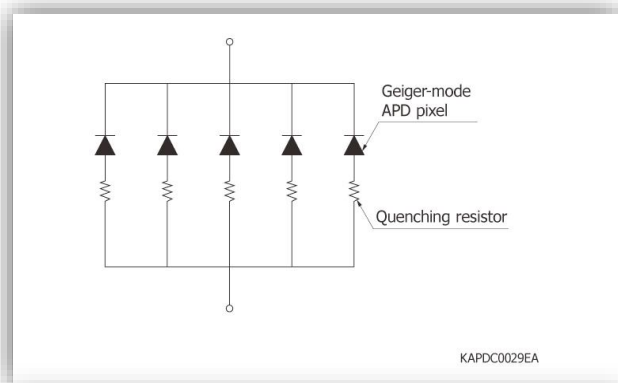 Geiger-mode
APD pixel
Quenching resistor
KAPDC0029EA